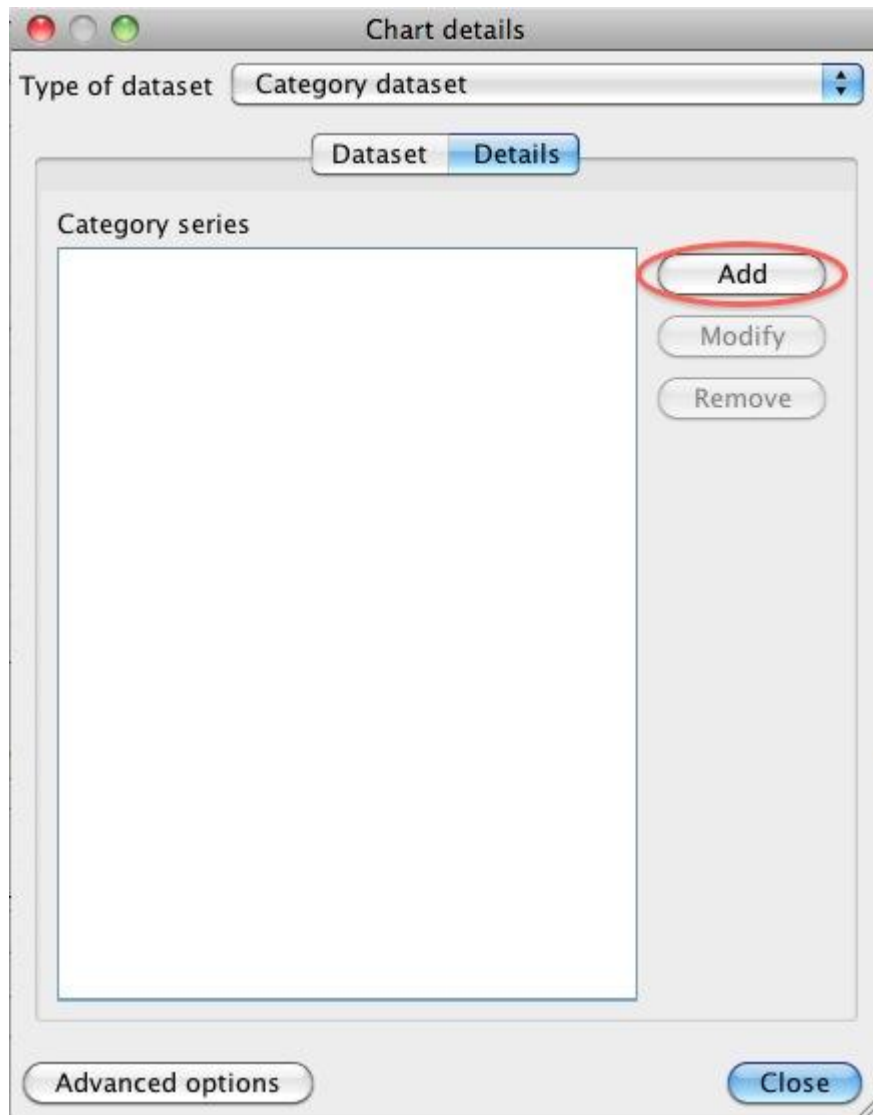 Chart details
Type of dataset Category dataset
Dataset Details
Category series
Add
Modify
Remove
Advanced options Close